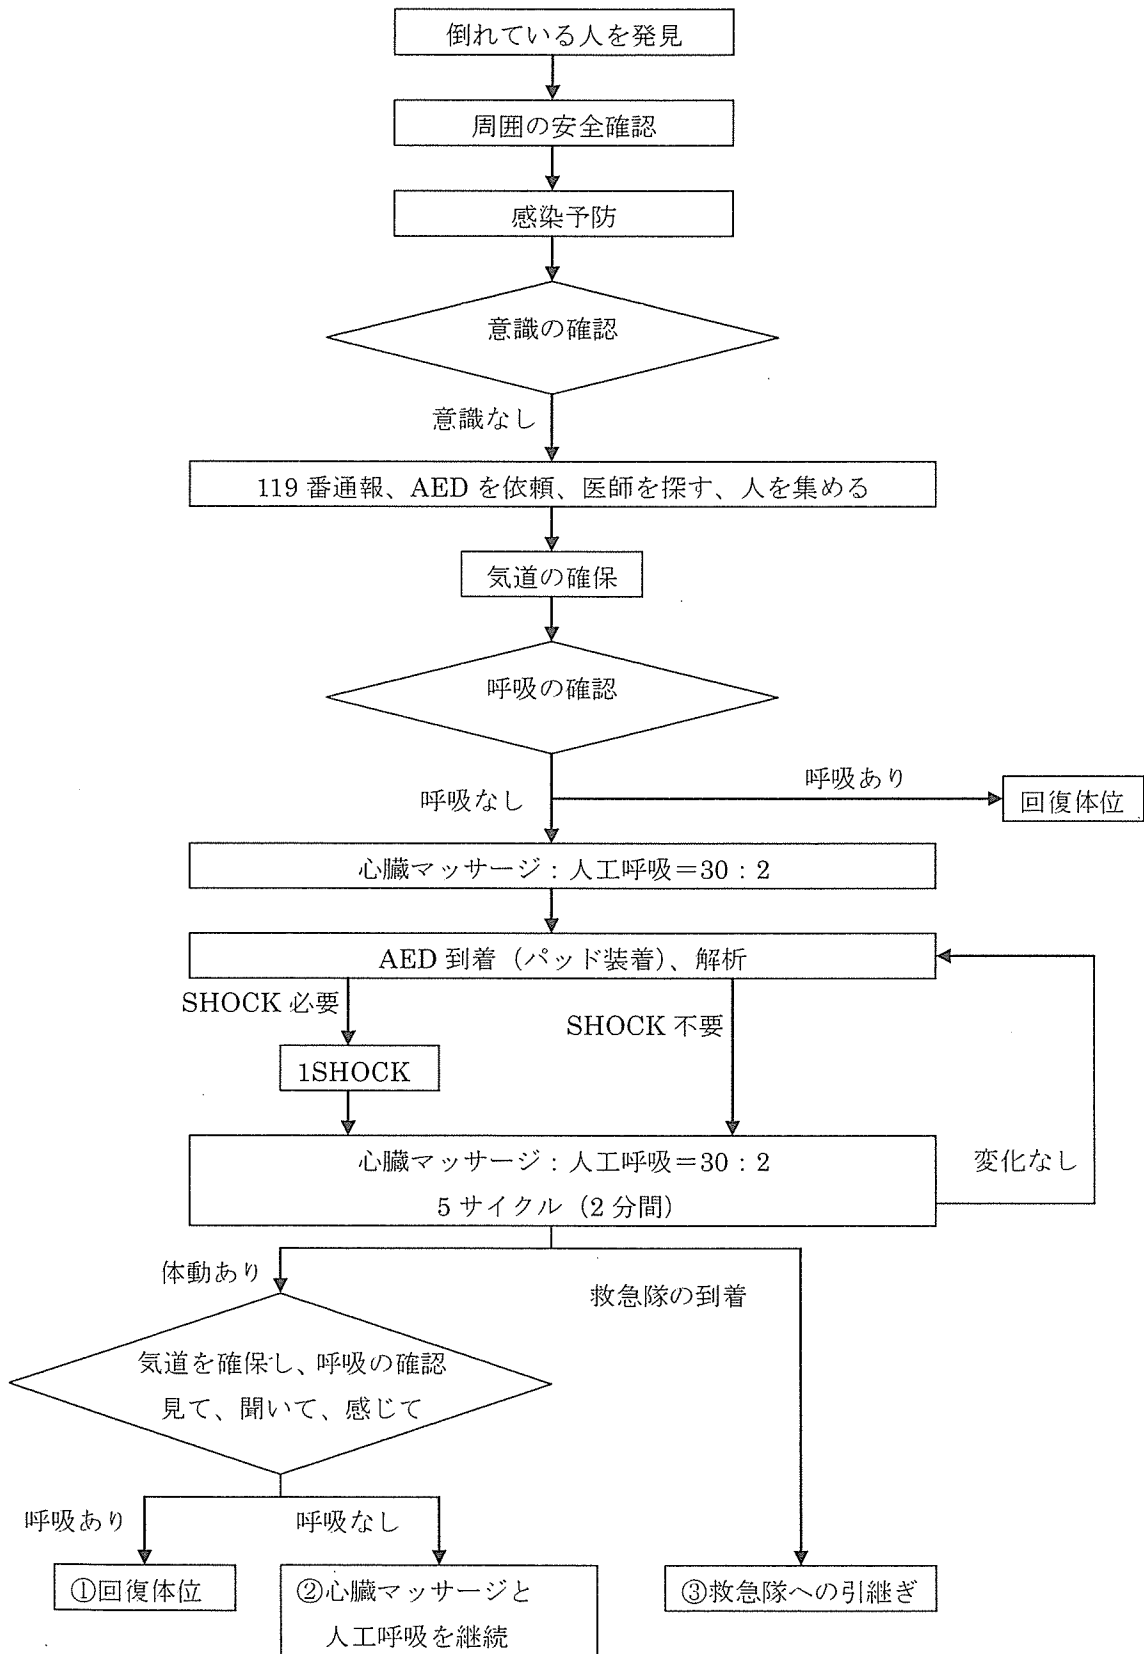 倒れている人を発見
周囲の安全確認
感染予防
意識の確認
意識なし
119 番通報、AED を依頼、医師を探す、人を集める
気道の確保
呼吸の確認
呼吸あり
呼吸なし
回復体位
心臓マッサージ：人工呼吸＝30：2
AED 到着（パッド装着）、解析
SHOCK 必要
SHOCK 不要
1SHOCK
心臓マッサージ：人工呼吸＝30：2
5 サイクル（2 分間）
変化なし
体動あり
救急隊の到着
気道を確保し、呼吸の確認
見て、聞いて、感じて
呼吸あり
呼吸なし
①回復体位
②心臓マッサージと
人工呼吸を継続
③救急隊への引継ぎ